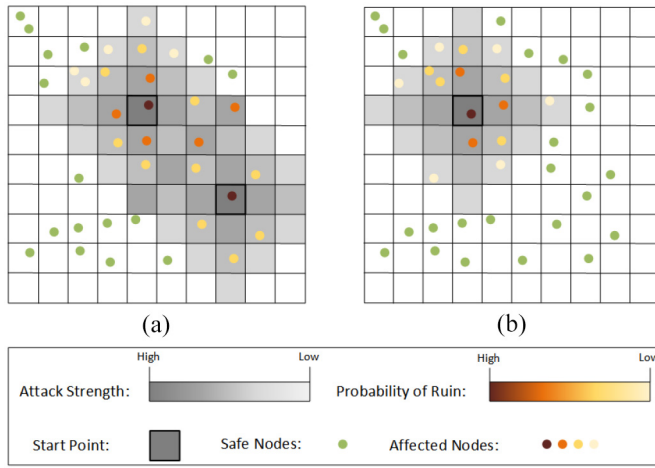 (a) (b)
High Low High Low
Attack Strength: Probability of Ruin:
Start Point: Safe Nodes: Affected Nodes: